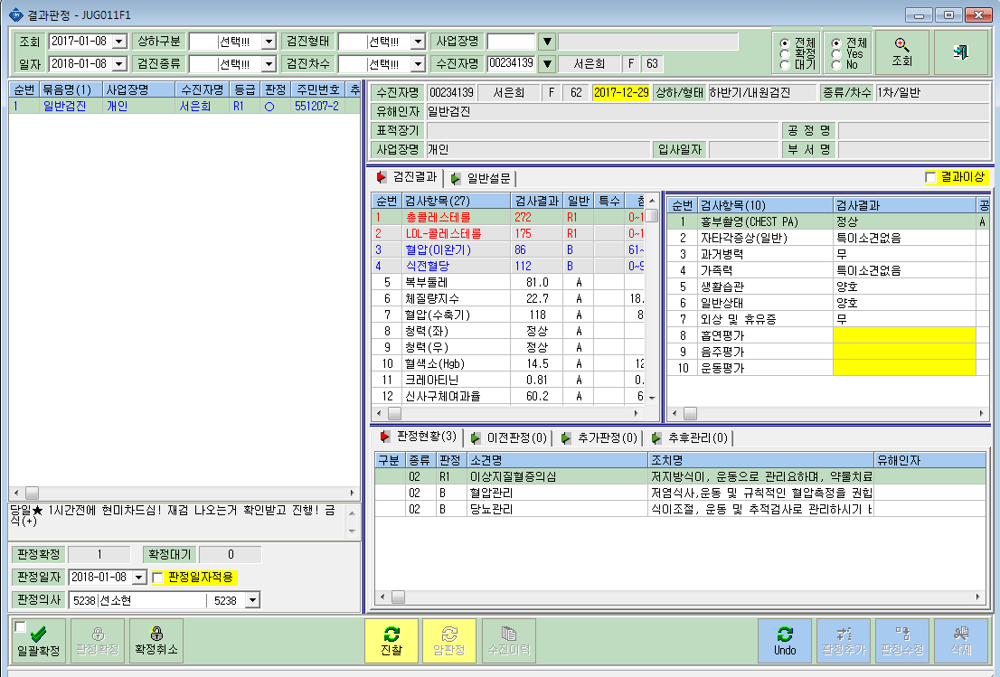 결과판정 - JUG011F1
조회 2017-01-08 상하구분 선택!!! 검진형태 선택!!! 사업장명 전체 전체
일자 2018-01-08 검진종류 선택!!! 검진차수 선택!!! 수진자명 00234139 서은희 F 63 확정 Yes 조회
대기 No
순번 묶음명(1) 사업장명 수진자명 등급 판정 주민번호 추
1 일반검진 개인 서은희 R1 ○ 551207-2
수진자명 00234139 서은희 F 62 2017-12-29 상하/형태 하반기/내원검진 종류/차수 1차/일반
유해인자 일반검진
표적장기 공 정 명
사업장명 개인 입사일자 부 서 명
검진결과 일반설문 결과이상
순번 검사항목(27) 검사결과 일반 특수 참
1 총콜레스테롤 272 R1 0~1
2 LDL-콜레스테롤 175 R1 0~1
3 혈압(이완기) 86 B 61~
4 식전혈당 112 B 0~9
5 복부둘레 81.0 A
6 체질량지수 22.7 A 18.
7 혈압(수축기) 118 A 8
8 청력(좌) 정상 A
9 청력(우) 정상 A
10 혈색소(Hgb) 14.5 A 12
11 크레아티닌 0.81 A 0.
12 신사구체여과율 60.2 A 6
순번 검사항목(10) 검사결과 공
1 흉부촬영(CHEST PA) 정상 A
2 자타각증상(일반) 특이소견없음
3 과거병력 무
4 가족력 특이소견없음
5 생활습관 양호
6 일반상태 양호
7 외상 및 휴유증 무
8 흡연평가
9 음주평가
10 운동평가
판정현황(3) 이전판정(0) 추가판정(0) 추후관리(0)
구분 종류 판정 소견명 조치명 유해인자
02 R1 이상지질혈증의심 저지방식이, 운동으로 관리요하며, 약물치료
02 B 혈압관리 저염식사,운동 및 규칙적인 혈압측정을 권합
02 B 당뇨관리 식이조절, 운동 및 추적검사로 관리하시기
당일★ 1시간전에 현미차드심! 재검 나오는거 확인받고 진행! 금
식(+)
판정확정 1 확정대기 0
판정일자 2018-01-08 판정일자적용
판정의사 5238 선소현 5238
일괄확정 판정확정 확정취소 진찰 암판정 수진이력 Undo 판정추가 판정수정 삭제